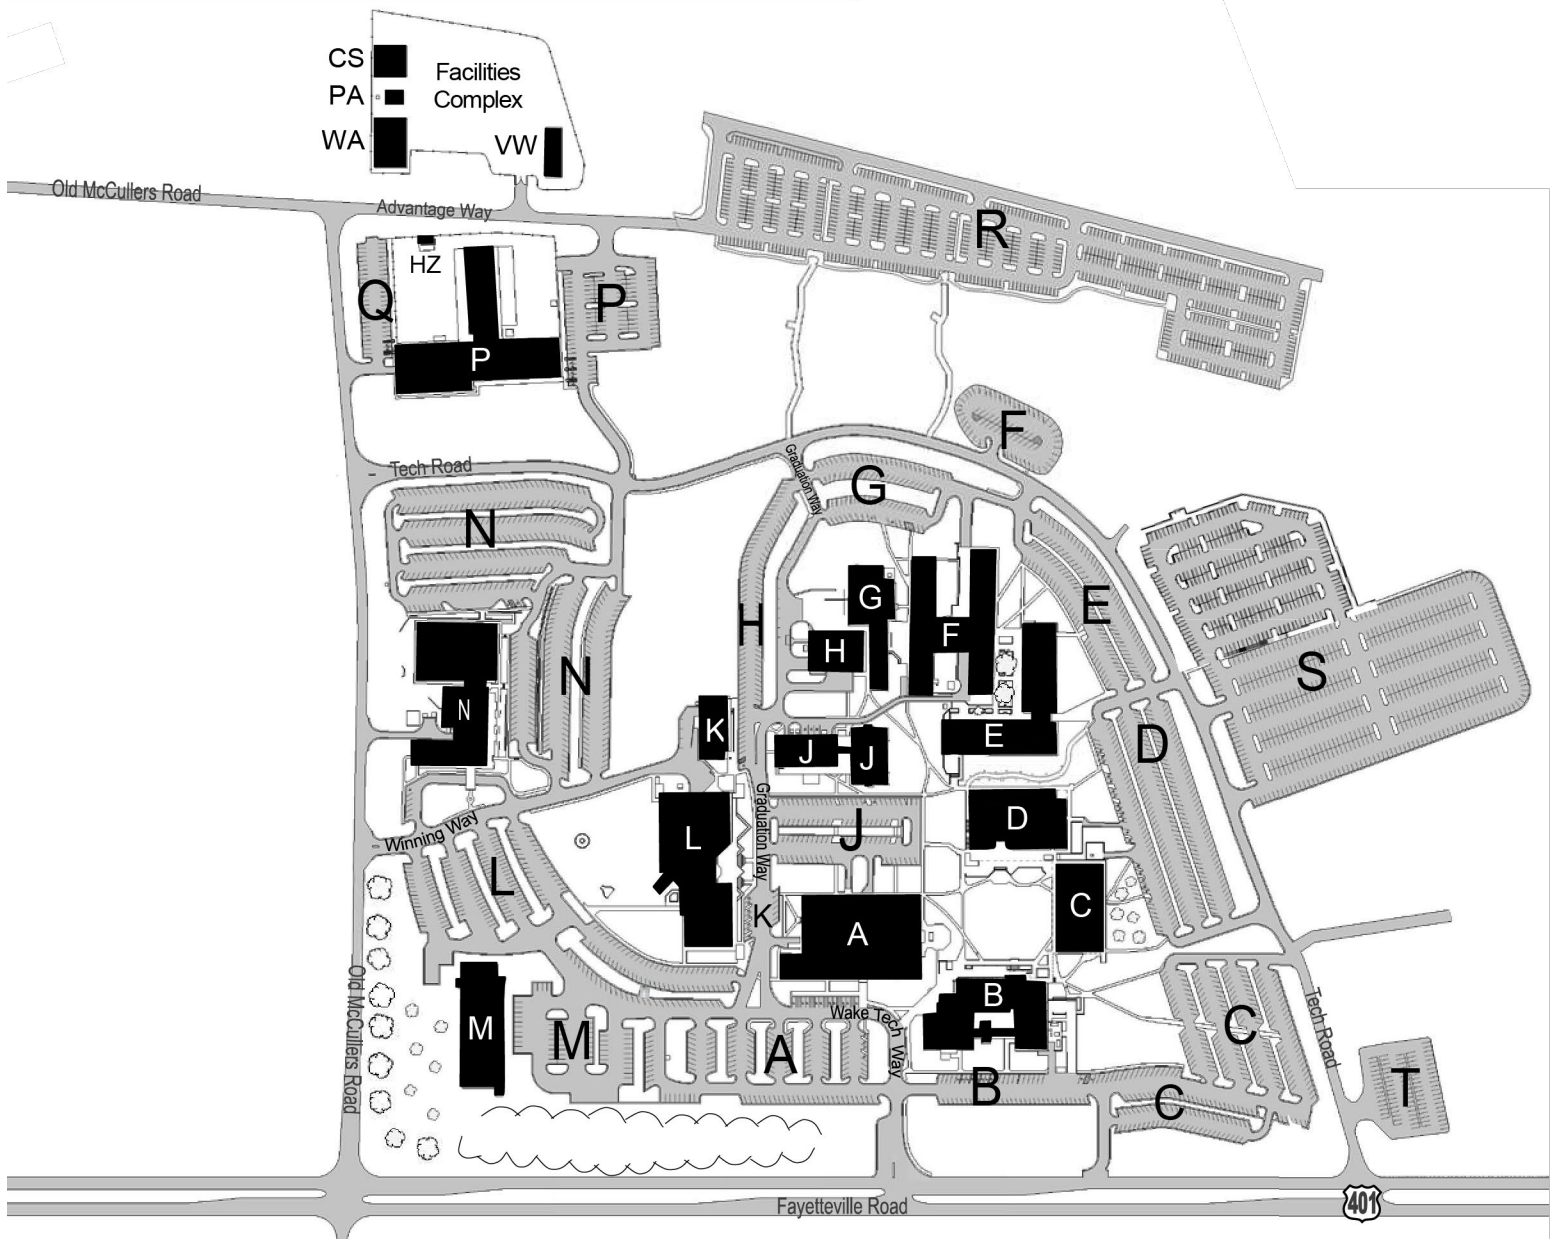 CS
Facilities
PA
Complex
WA
VW
Old McCullers Road
Advantage Way
R
HZ
Q
P
P
F
Graduation Way
Tech Road
G
N
G
E
H
F
H
S
N
N
K
E
D
J
J
Graduation Way
D
Winning Way
L
J
L
C
K
A
B
Old McCullers Road
Wake Tech Way
Tech Road
M
M
A
C
B
C
T
Fayetteville Road
401